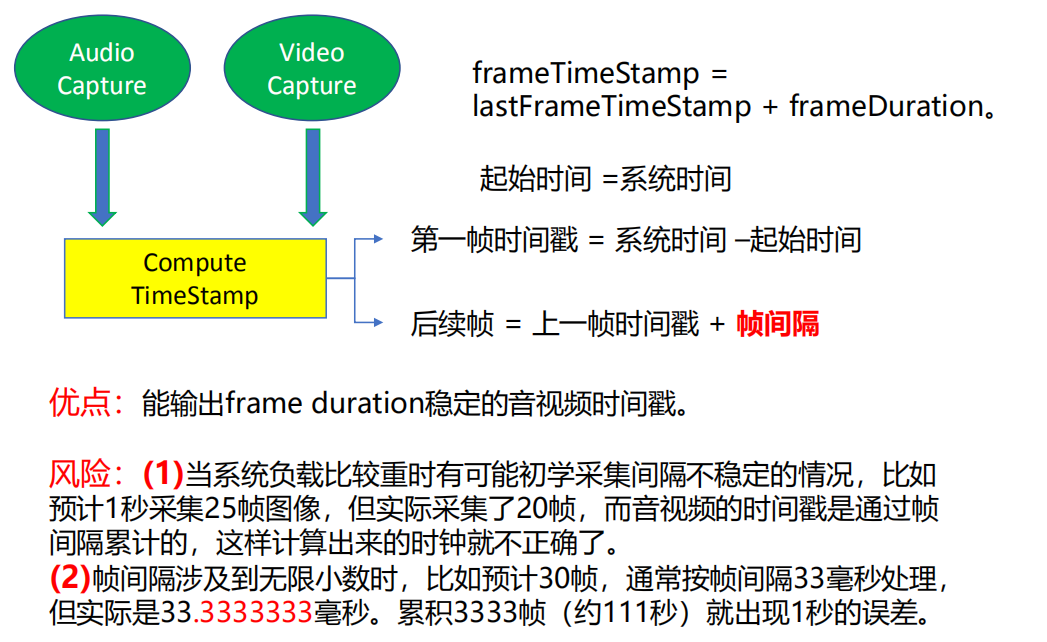 Audio
Capture
Video
Capture
frameTimeStamp =
lastFrameTimeStamp + frameDuration。
起始时间 =系统时间
Compute
TimeStamp
第一帧时间戳 = 系统时间 –起始时间
后续帧 = 上一帧时间戳 + 帧间隔
优点：能输出frame duration稳定的音视频时间戳。
风险：(1)当系统负载比较重时有可能初学采集间隔不稳定的情况，比如
预计1秒采集25帧图像，但实际采集了20帧，而音视频的时间戳是通过帧
间隔累计的，这样计算出来的时钟就不正确了。
(2)帧间隔涉及到无限小数时，比如预计30帧，通常按帧间隔33毫秒处理，
但实际是33.3333333毫秒。累积3333帧（约111秒）就出现1秒的误差。